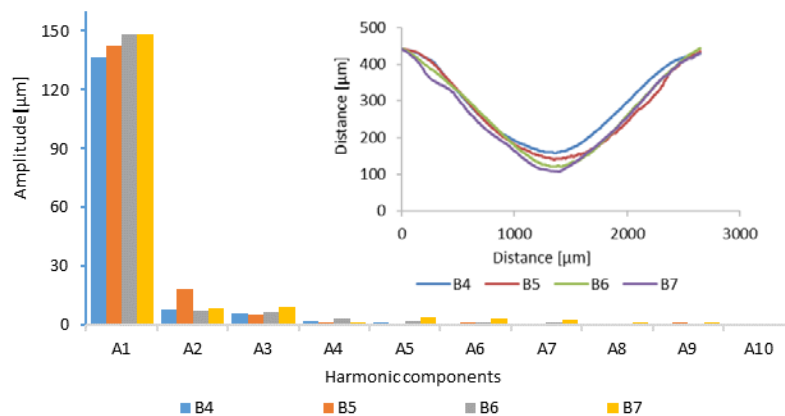 Amplitude [µm]
150
120
90
60
30
0
A1 A2 A3 A4 A5 A6 A7 A8 A9 A10
Harmonic components
B4 B5 B6 B7
Distance [µm]
500
400
300
200
100
0
0 1000 2000 3000
Distance [µm]
B4 B5 B6 B7